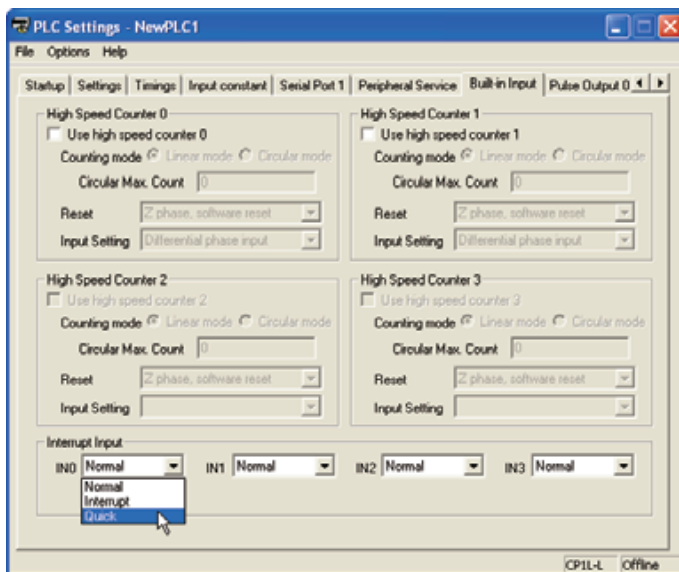 PLC Settings - NewPLC1
File Options Help
Startup Settings Timings Input constant Serial Port 1 Peripheral Service Built-in Input Pulse Output 0
High Speed Counter 0
Use high speed counter 0
Counting mode Linear mode Circular mode
Circular Max. Count 0
Reset Z phase, software reset
Input Setting Differential phase input
High Speed Counter 1
Use high speed counter 1
Counting mode Linear mode Circular mode
Circular Max. Count 0
Reset Z phase, software reset
Input Setting Differential phase input
High Speed Counter 2
Use high speed counter 2
Counting mode Linear mode Circular mode
Circular Max. Count 0
Reset Z phase, software reset
Input Setting
High Speed Counter 3
Use high speed counter 3
Counting mode Linear mode Circular mode
Circular Max. Count 0
Reset Z phase, software reset
Input Setting
Interrupt Input
IN0 Normal IN1 Normal IN2 Normal IN3 Normal
Normal
Interrupt
Quick
CP1L-L Offline